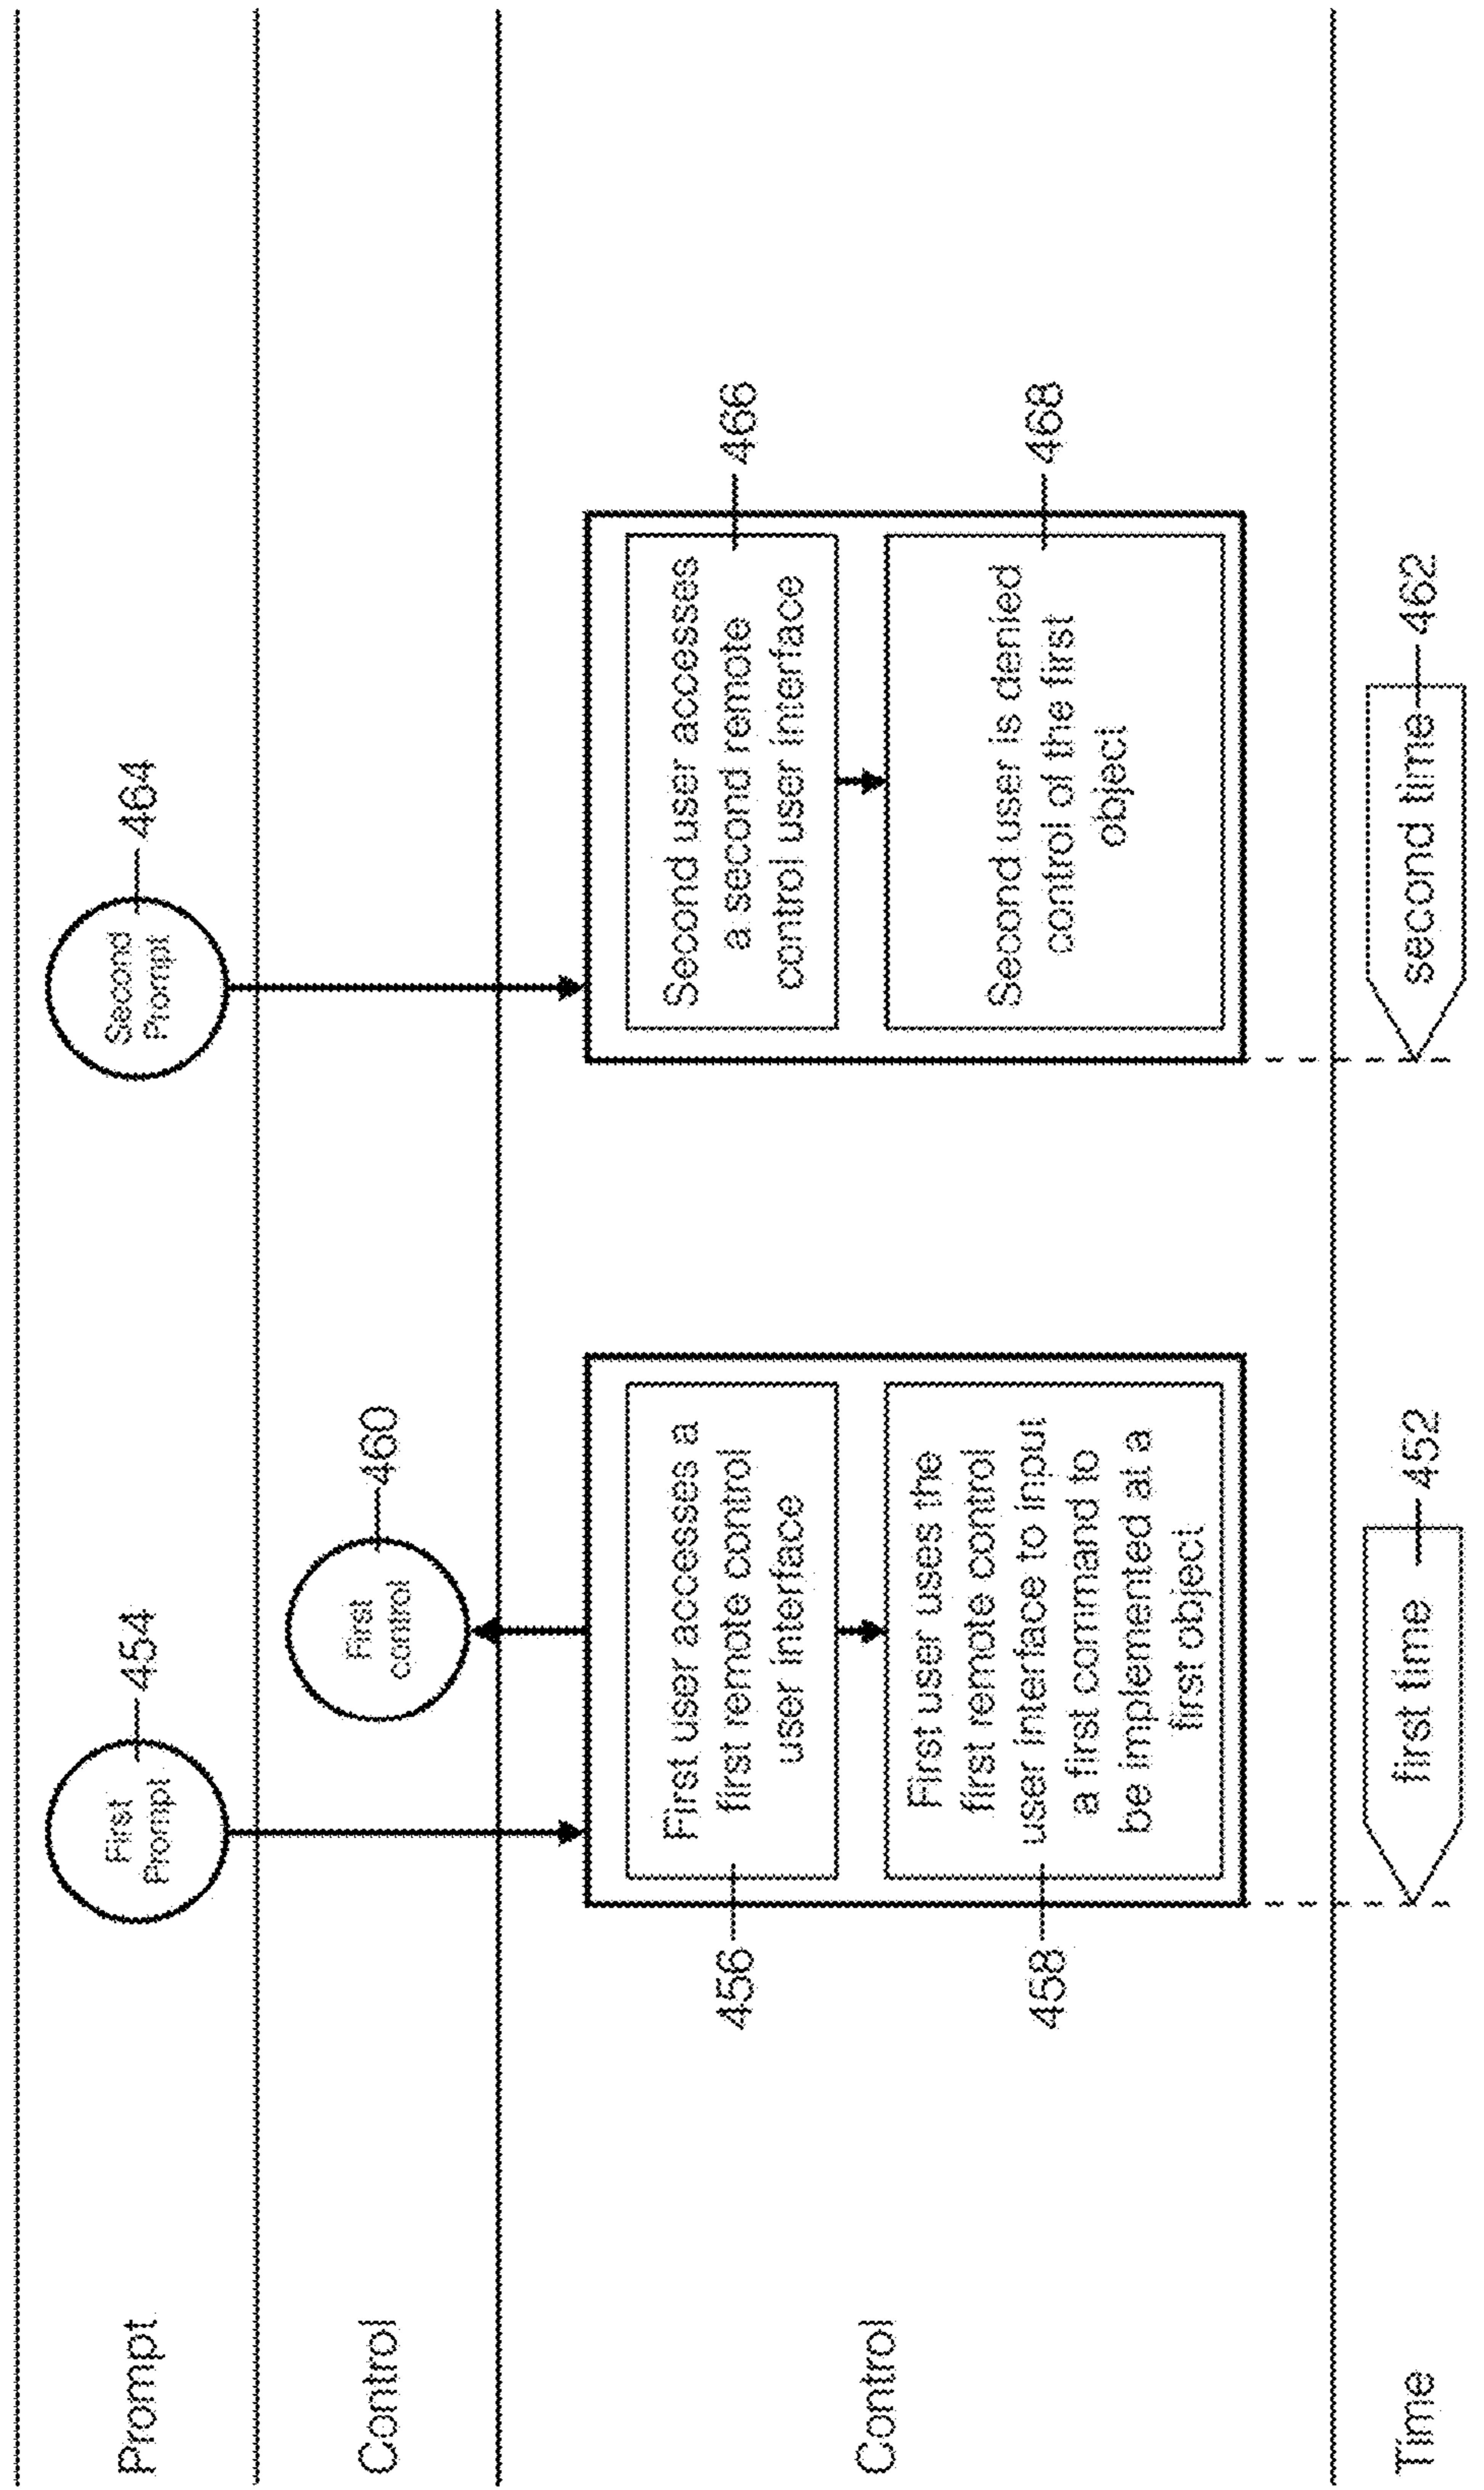 Prompt
First
Prompt
454
Second
Prompt
464
Control
First
control
460
Control
456
First user accesses a
first remote control
user interface
458
First user uses the
first remote control
user interface to input
a first command to
be implemented at a
first object
Second user accesses
a second remote
control user interface
466
Second user is denied
control of the first
object
468
Time
first time
452
second time
462